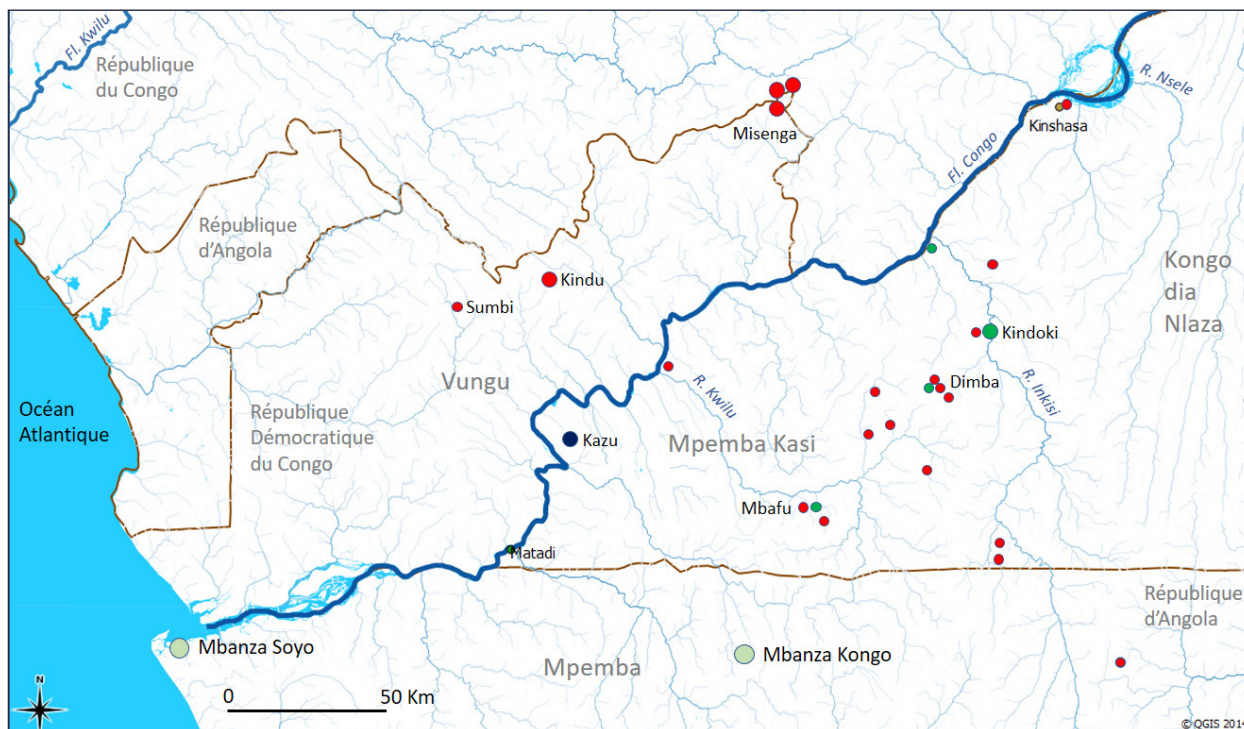 Fl. Kwilu
République
du Congo
R. Nsele
Misenga
Kinshasa
Fl. Congo
République
d'Angola
Kongo
dia
Nlaza
Kindu
Sumbi
Kindoki
Vungu
R. Kwilu
Dimba
R. Inkisi
Océan
Atlantique
République
Démocratique
du Congo
Kazu
Mpemba Kasi
Mbafu
Matadi
République
d'Angola
Mbanza Soyo
Mbanza Kongo
Mpemba
N
0 50 Km
© QGIS 2014